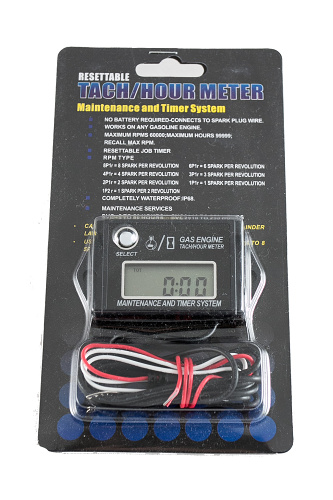 RESETTABLE
TACH/HOUR METER
Maintenance and Timer System
NO BATTERY REQUIRED-CONNECTS TO SPARK PLUG WIRE.
WORKS ON ANY GASOLINE ENGINE.
MAXIMUM RPMS 60000;MAXIMUM HOURS 99999;
RECALL MAX RPM.
RESETTABLE JOB TIMER
RPM TYPE
8P1r = 8 SPARK PER REVOLUTION 6P1r = 6 SPARK PER REVOLUTION
4P1r = 4 SPARK PER REVOLUTION 3P1r = 3 SPARK PER REVOLUTION
2P1r = 2 SPARK PER REVOLUTION 1P1r = 1 SPARK PER REVOLUTION
1P2 r = 1 SPARK PER 2 REVOLUTION
COMPLETELY WATERPROOF:IP68.
MAINTENANCE SERVICES
SELECT
GAS ENGINE
TACH/HOUR METER
0:00
MAINTENANCE AND TIMER SYSTEM